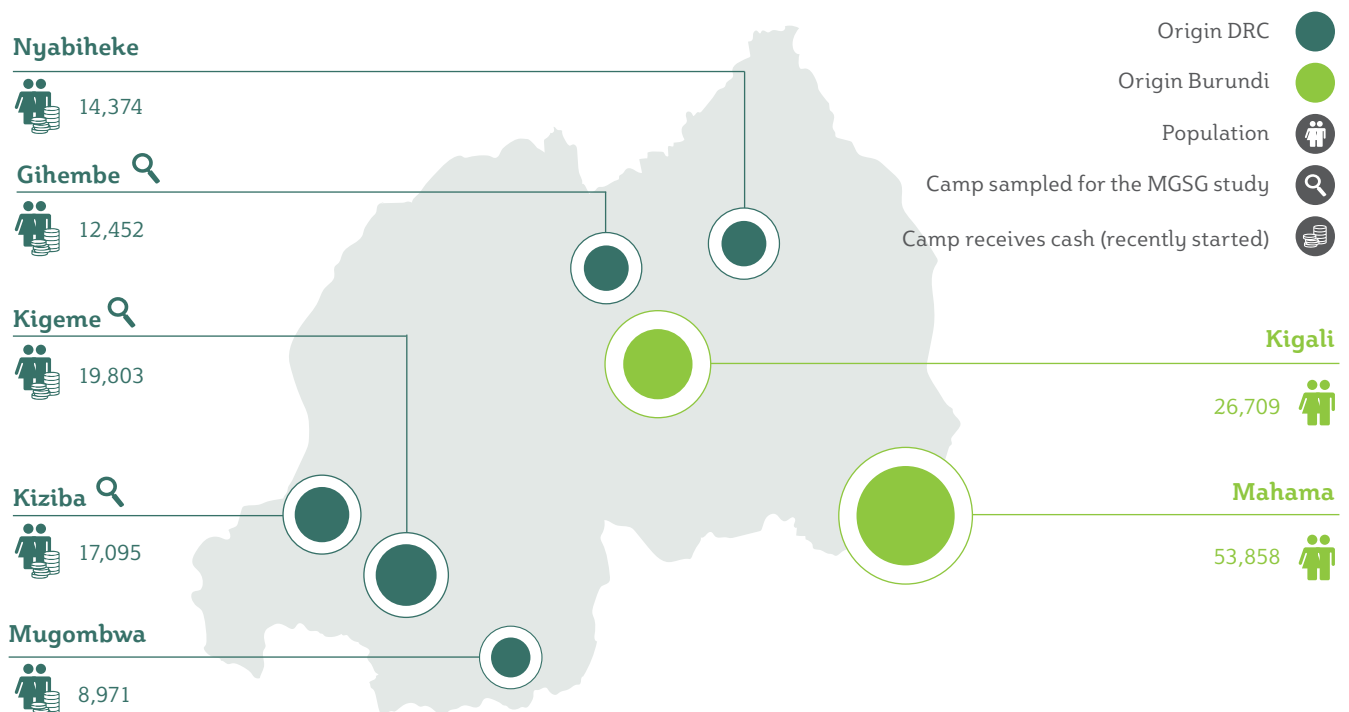 Nyabiheke
14,374
Gihembe
12,452
Kigeme
19,803
Kiziba
17,095
Mugombwa
8,971
Origin DRC
Origin Burundi
Population
Camp sampled for the MGSG study
Camp receives cash (recently started)
Kigali
26,709
Mahama
53,858